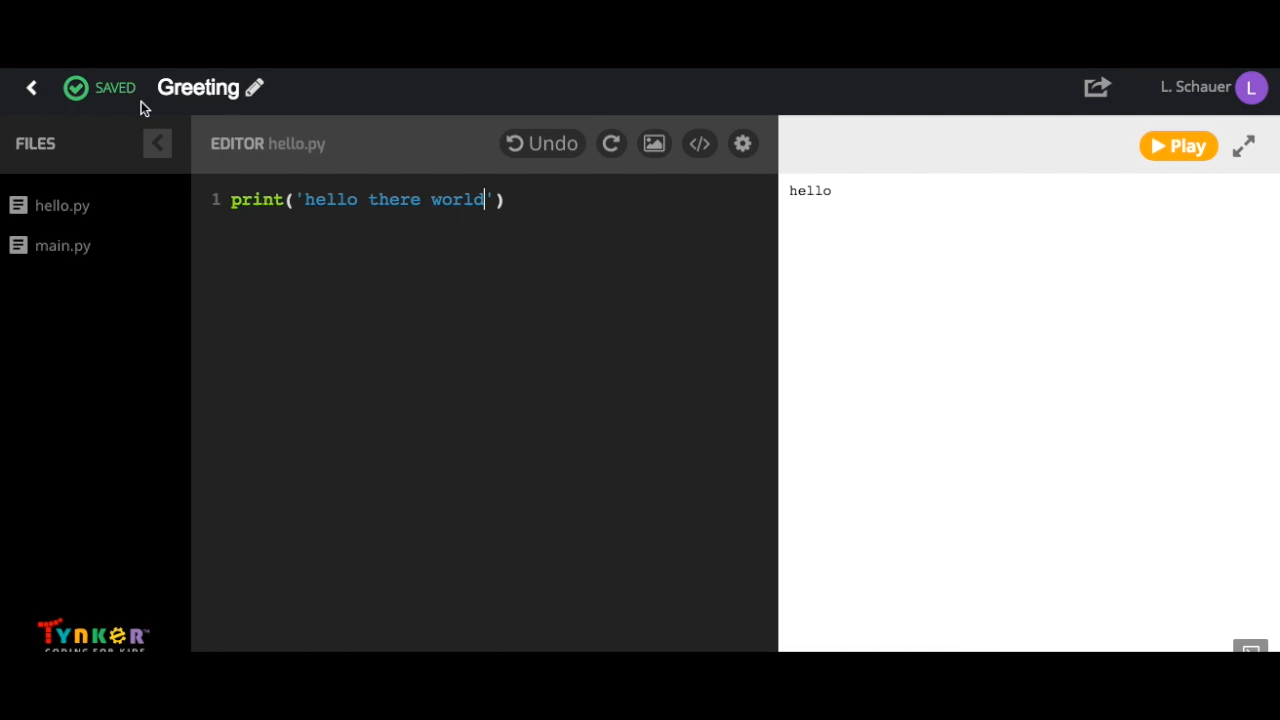 SAVED Greeting L. Schauer L
FILES EDITOR hello.py Undo Play
1 print('hello there world')
hello
hello.py
main.py
TYNKER™
CODING FOR KIDS